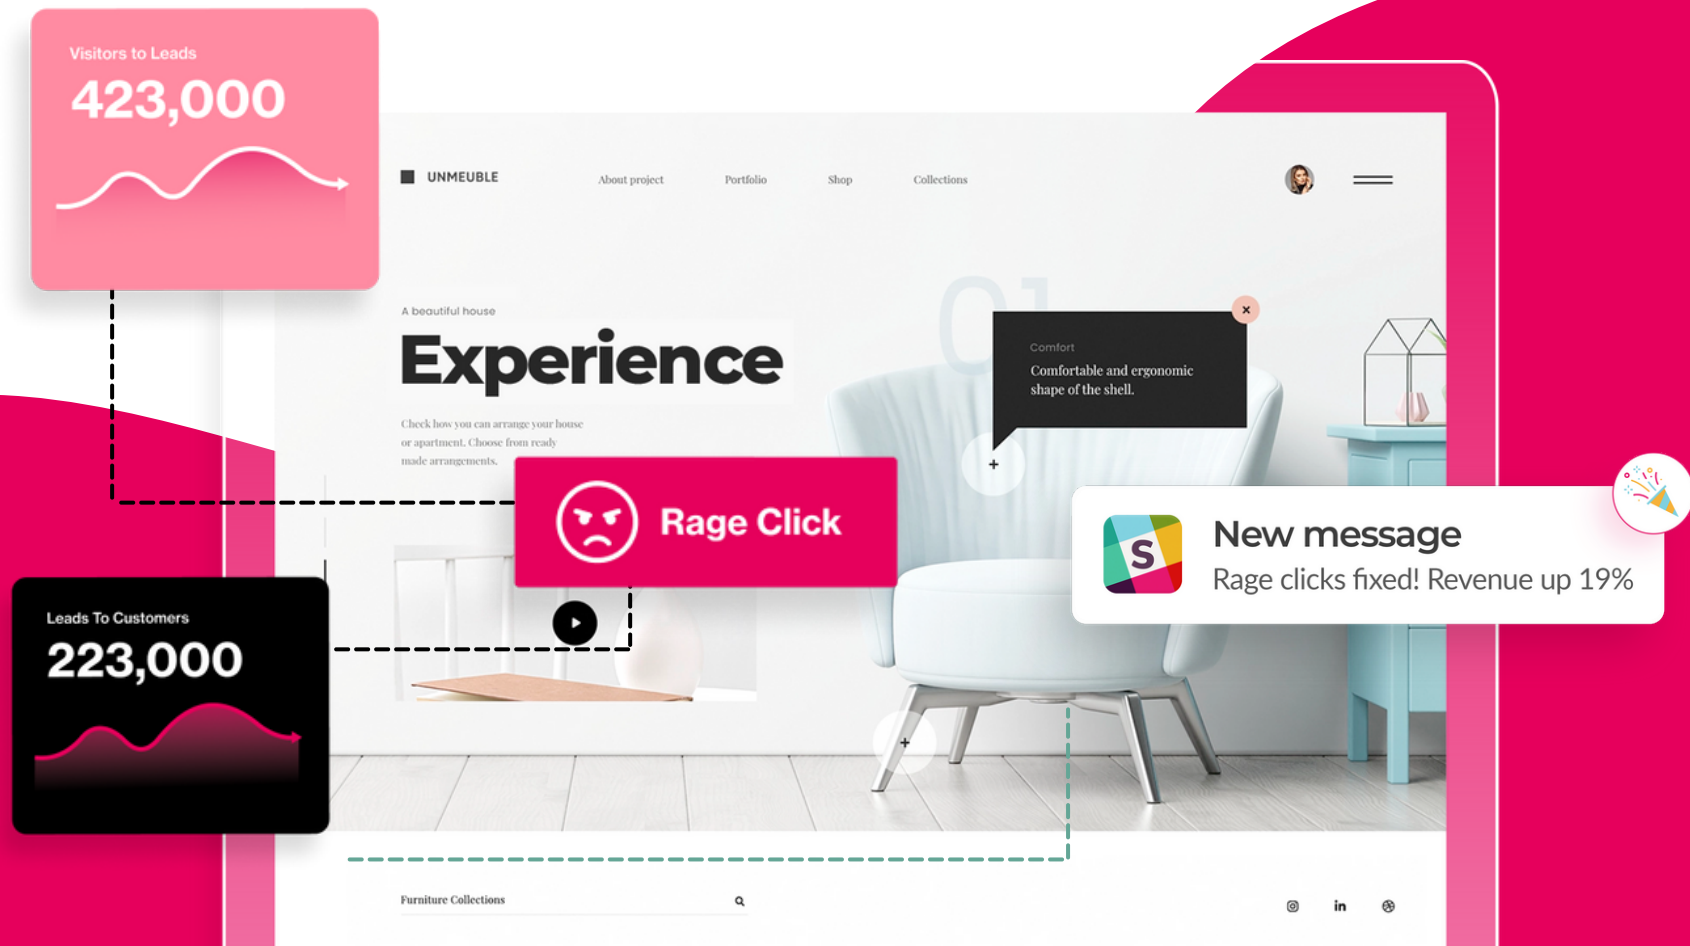 Visitors to Leads
423,000
UNMEUBLE
About project
Portfolio
Shop
Collections
01
A beautiful house
Experience
Check how you can arrange your house
or apartment. Choose from ready
made arrangements.
Comfort
Comfortable and ergonomic
shape of the shell.
Rage Click
S
New message
Rage clicks fixed! Revenue up 19%
Leads To Customers
223,000
Furniture Collections
in